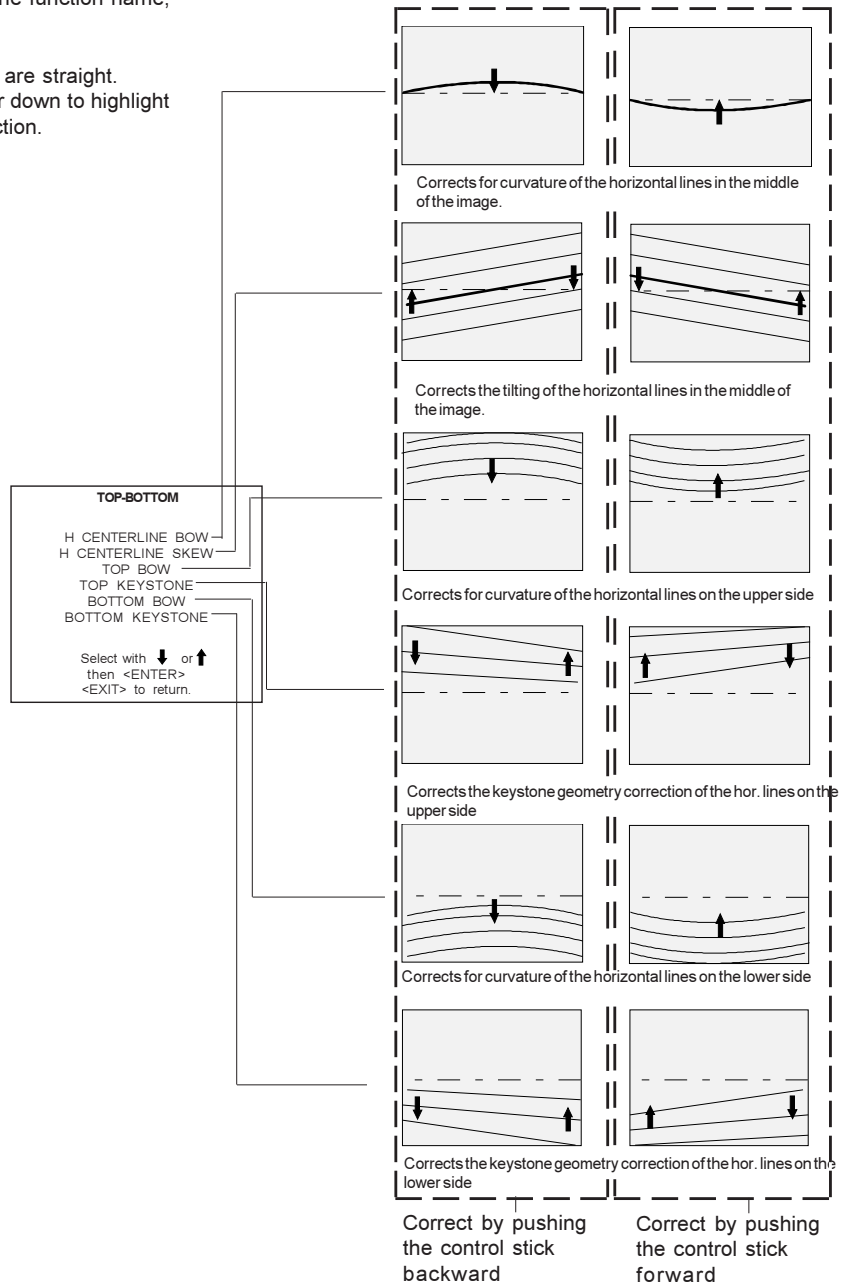 he function name,
are straight.
r down to highlight
ction.
Corrects for curvature of the horizontal lines in the middle
of the image.
Corrects the tilting of the horizontal lines in the middle of
the image.
TOP-BOTTOM
H CENTERLINE BOW
H CENTERLINE SKEW
TOP BOW
TOP KEYSTONE
BOTTOM BOW
BOTTOM KEYSTONE
Select with ⬇ or ⬆
then <ENTER>
<EXIT> to return.
Corrects for curvature of the horizontal lines on the upper side
Corrects the keystone geometry correction of the hor. lines on the
upper side
Corrects for curvature of the horizontal lines on the lower side
Corrects the keystone geometry correction of the hor. lines on the
lower side
Correct by pushing
the control stick
backward
Correct by pushing
the control stick
forward